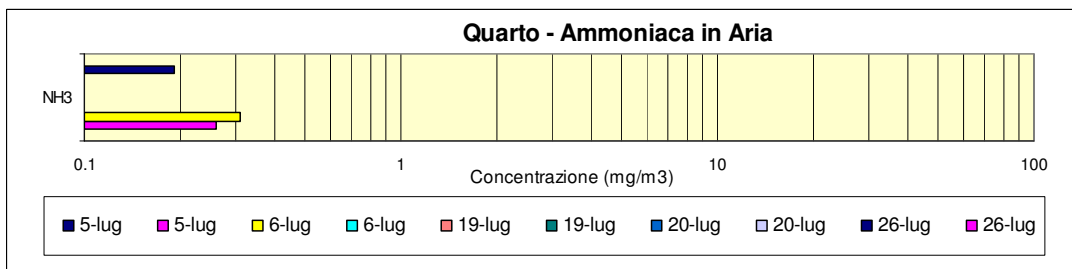 Quarto - Ammoniaca in Aria
NH3
0.1 1 10 100
Concentrazione (mg/m3)
5-lug 5-lug 6-lug 6-lug 19-lug 19-lug 20-lug 20-lug 26-lug 26-lug